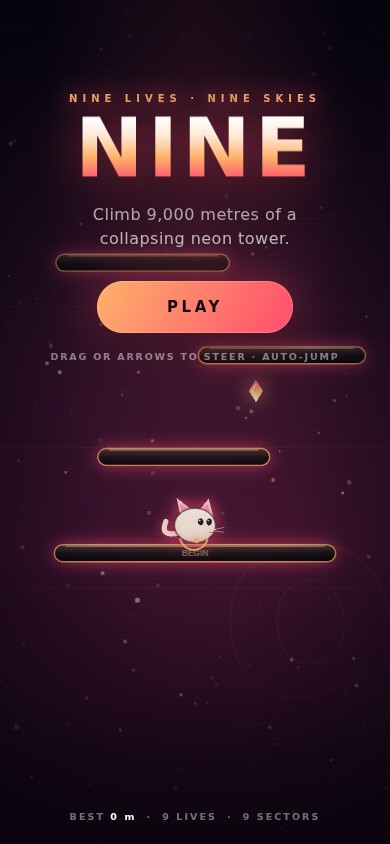 NINE LIVES · NINE SKIES
NINE
Climb 9,000 metres of a
collapsing neon tower.
PLAY
DRAG OR ARROWS TO STEER · AUTO-JUMP
BEGIN
BEST 0 m · 9 LIVES · 9 SECTORS